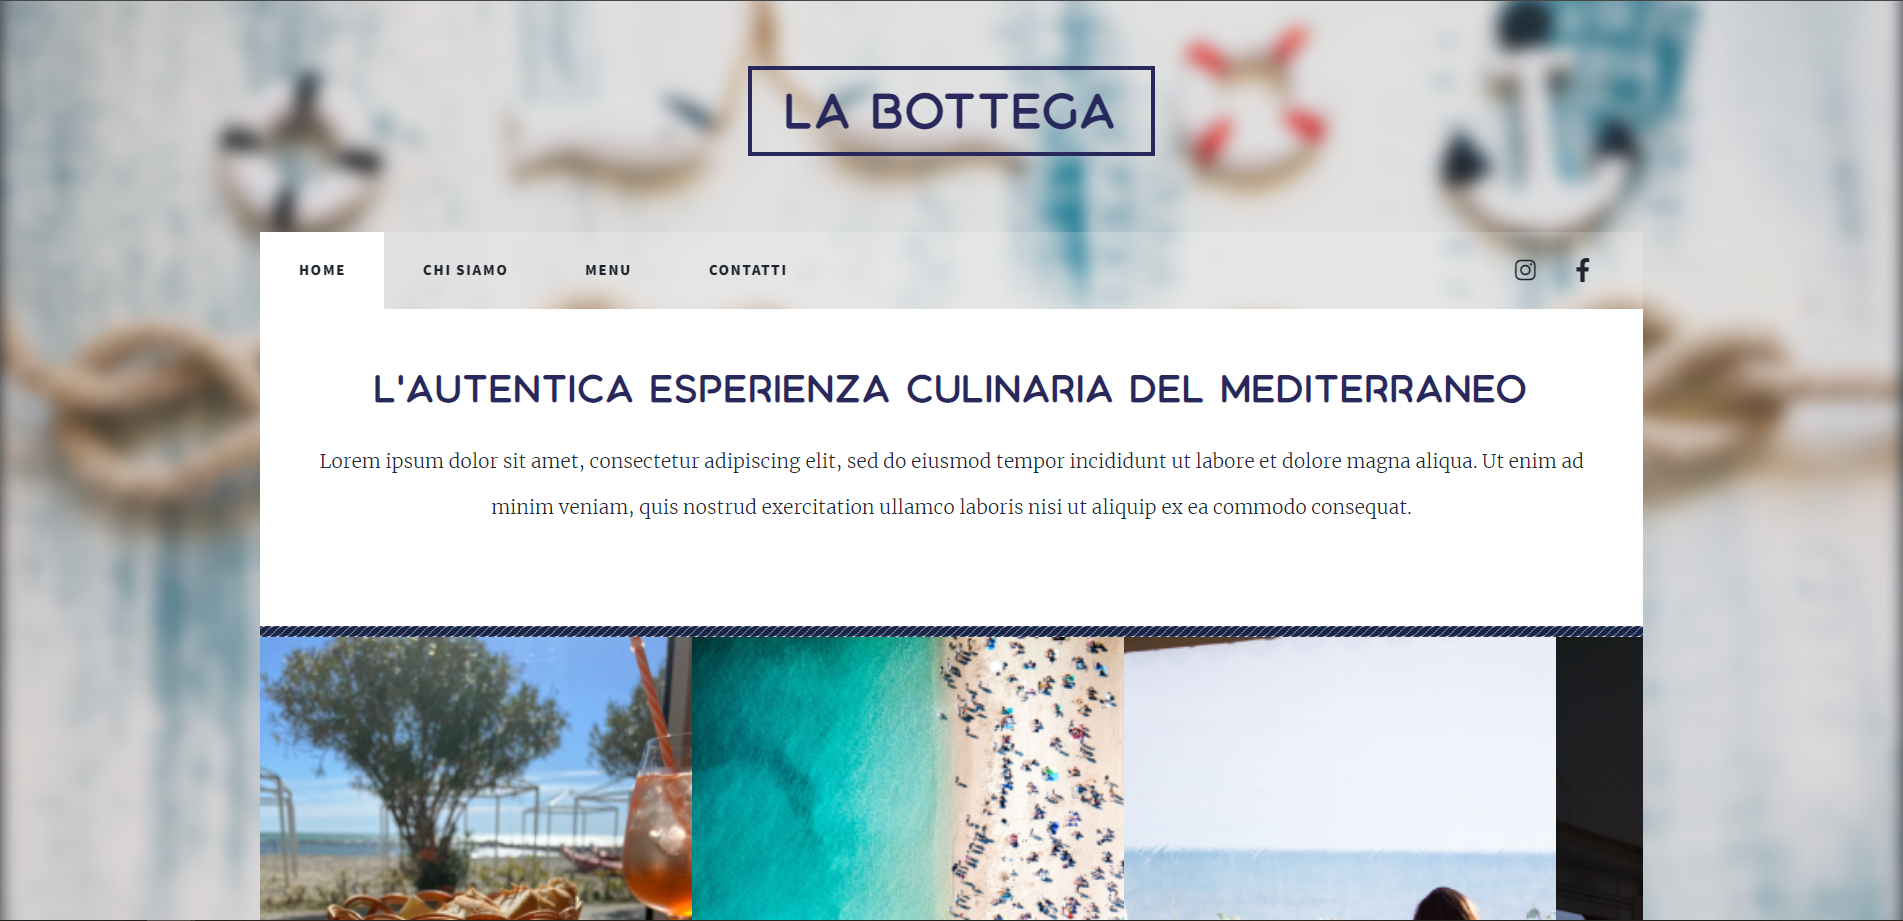 LA BOTTEGA
HOME CHI SIAMO MENU CONTATTI
L'AUTENTICA ESPERIENZA CULINARIA DEL MEDITERRANEO
Lorem ipsum dolor sit amet, consectetur adipiscing elit, sed do eiusmod tempor incididunt ut labore et dolore magna aliqua. Ut enim ad
minim veniam, quis nostrud exercitation ullamco laboris nisi ut aliquip ex ea commodo consequat.